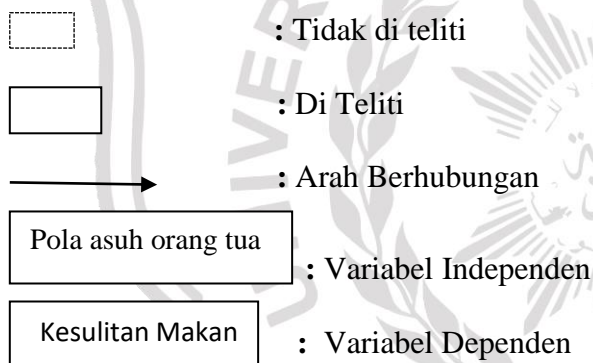 : Tidak di teliti
: Di Teliti
: Arah Berhubungan
Pola asuh orang tua : Variabel Independen
Kesulitan Makan : Variabel Dependen